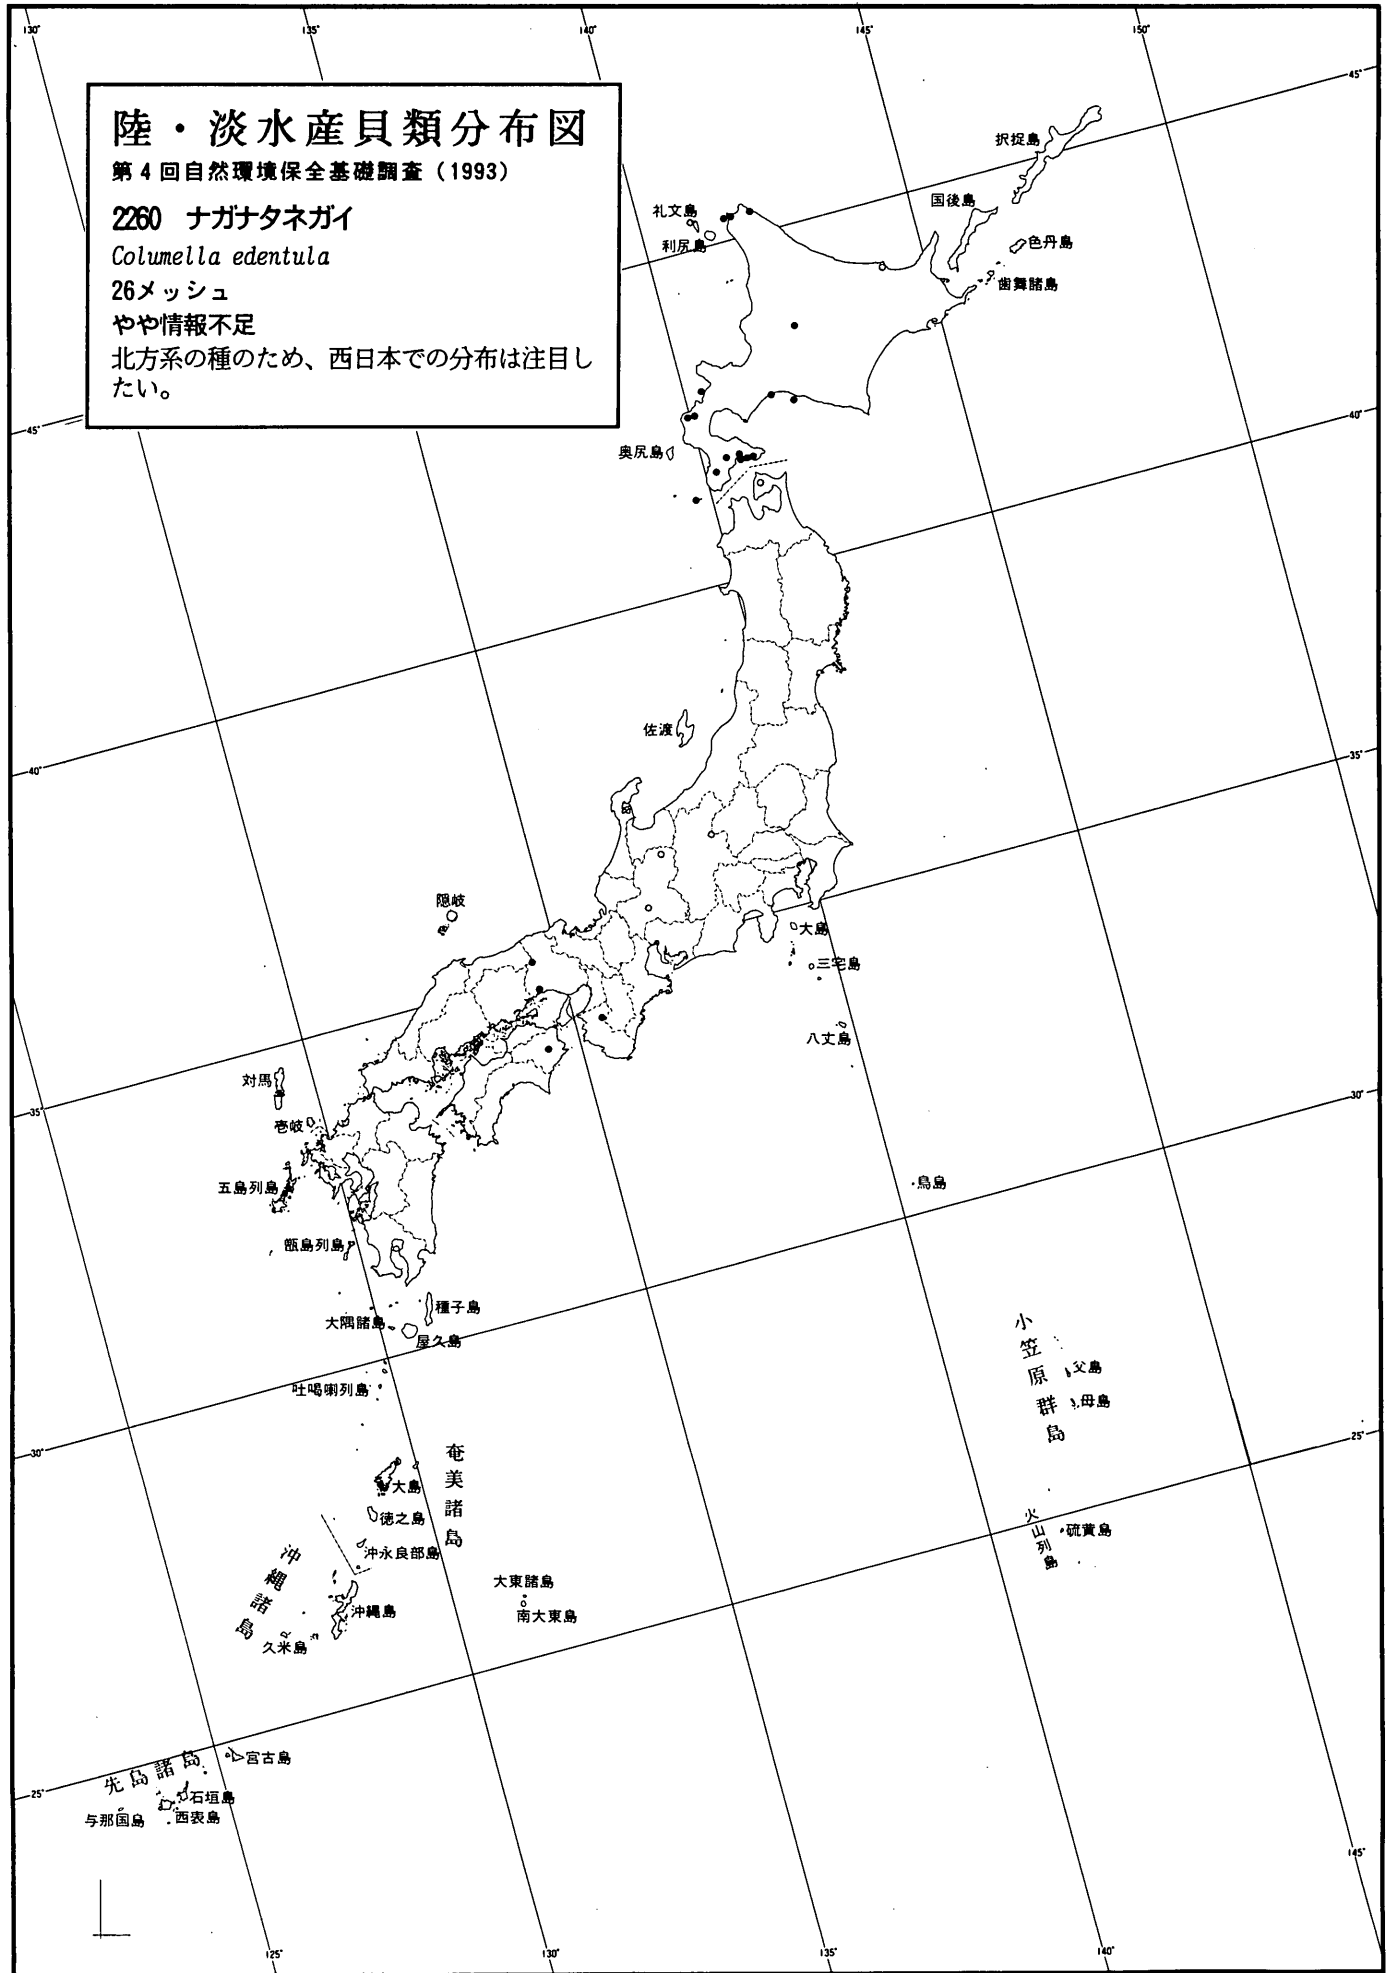 130°
135°
140°
145°
150°
陸・淡水産貝類分布図
第4回自然環境保全基礎調査（1993）
2260 ナガナタネガイ
Columella edentula
26メッシュ
やや情報不足
北方系の種のため、西日本での分布は注目し
たい。
45°
択捉島
国後島
色丹島
歯舞諸島
礼文島
利尻島
40°
45°
奥尻島
佐渡
35°
40°
隠岐
大島
三宅島
八丈島
対馬
30°
35°
壱岐
五島列島
鳥島
甑島列島
種子島
大隅諸島
屋久島
小笠原群島
父島
母島
吐噶喇列島
25°
30°
奄美諸島
大島
徳之島
沖永良部島
火山列島
硫黄島
沖縄諸島
大東諸島
南大東島
沖縄島
久米島
先島諸島
宮古島
石垣島
西表島
与那国島
25°
145°
125°
130°
135°
140°